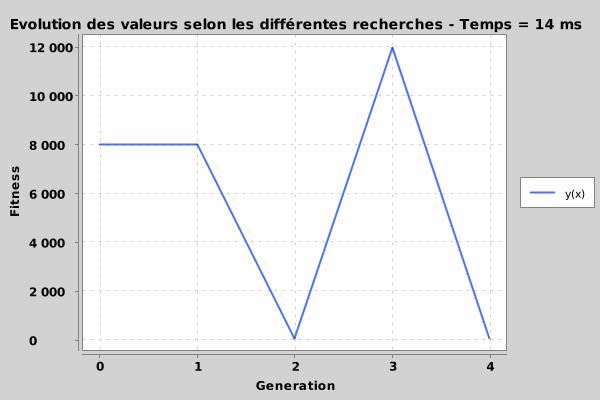 Evolution des valeurs selon les différentes recherches - Temps = 14 ms
12 000
10 000
8 000
6 000
4 000
2 000
0
Fitness
0 1 2 3 4
Generation
y(x)